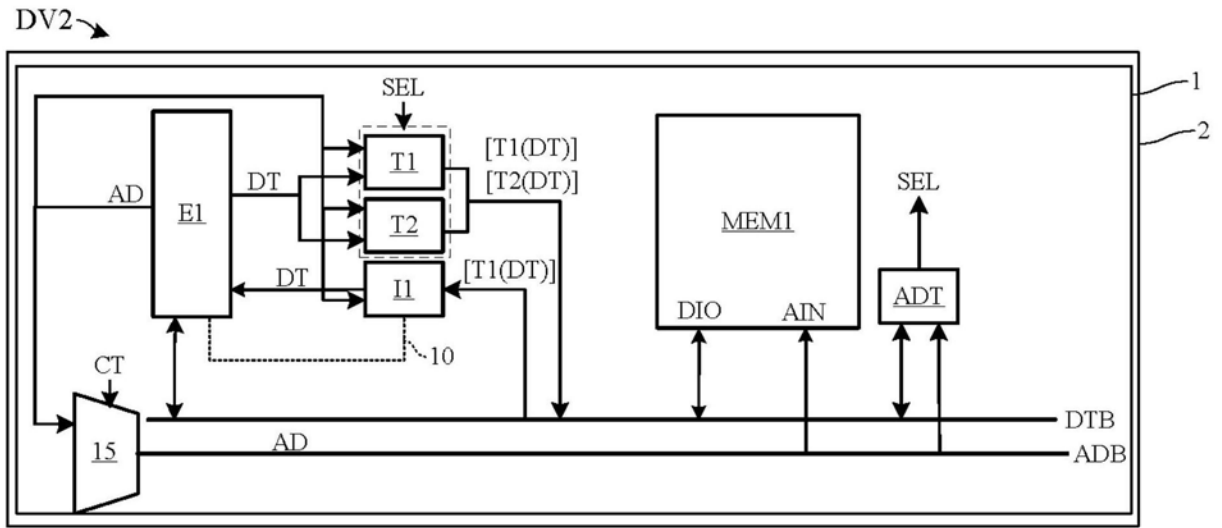 DV2
1
2
SEL
T1
[T1(DT)]
[T2(DT)]
AD
E1
DT
T2
MEM1
SEL
DT
I1
[T1(DT)]
DIO
AIN
ADT
10
CT
15
AD
DTB
ADB